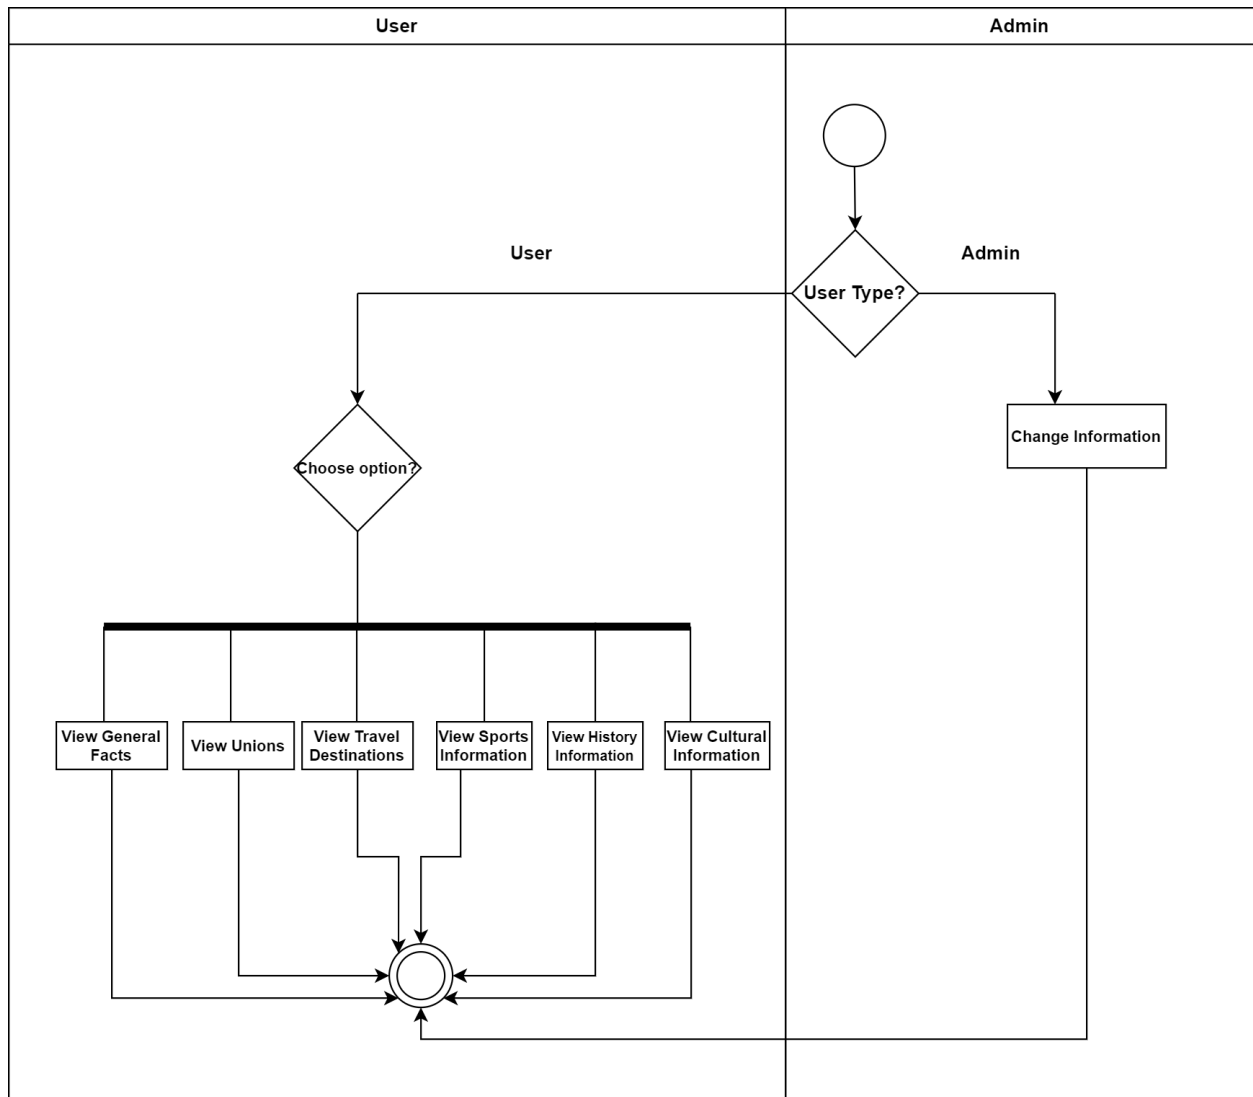 User
Admin
User
Admin
User Type?
Choose option?
Change Information
View General
Facts
View Unions
View Travel
Destinations
View Sports
Information
View History
Information
View Cultural
Information